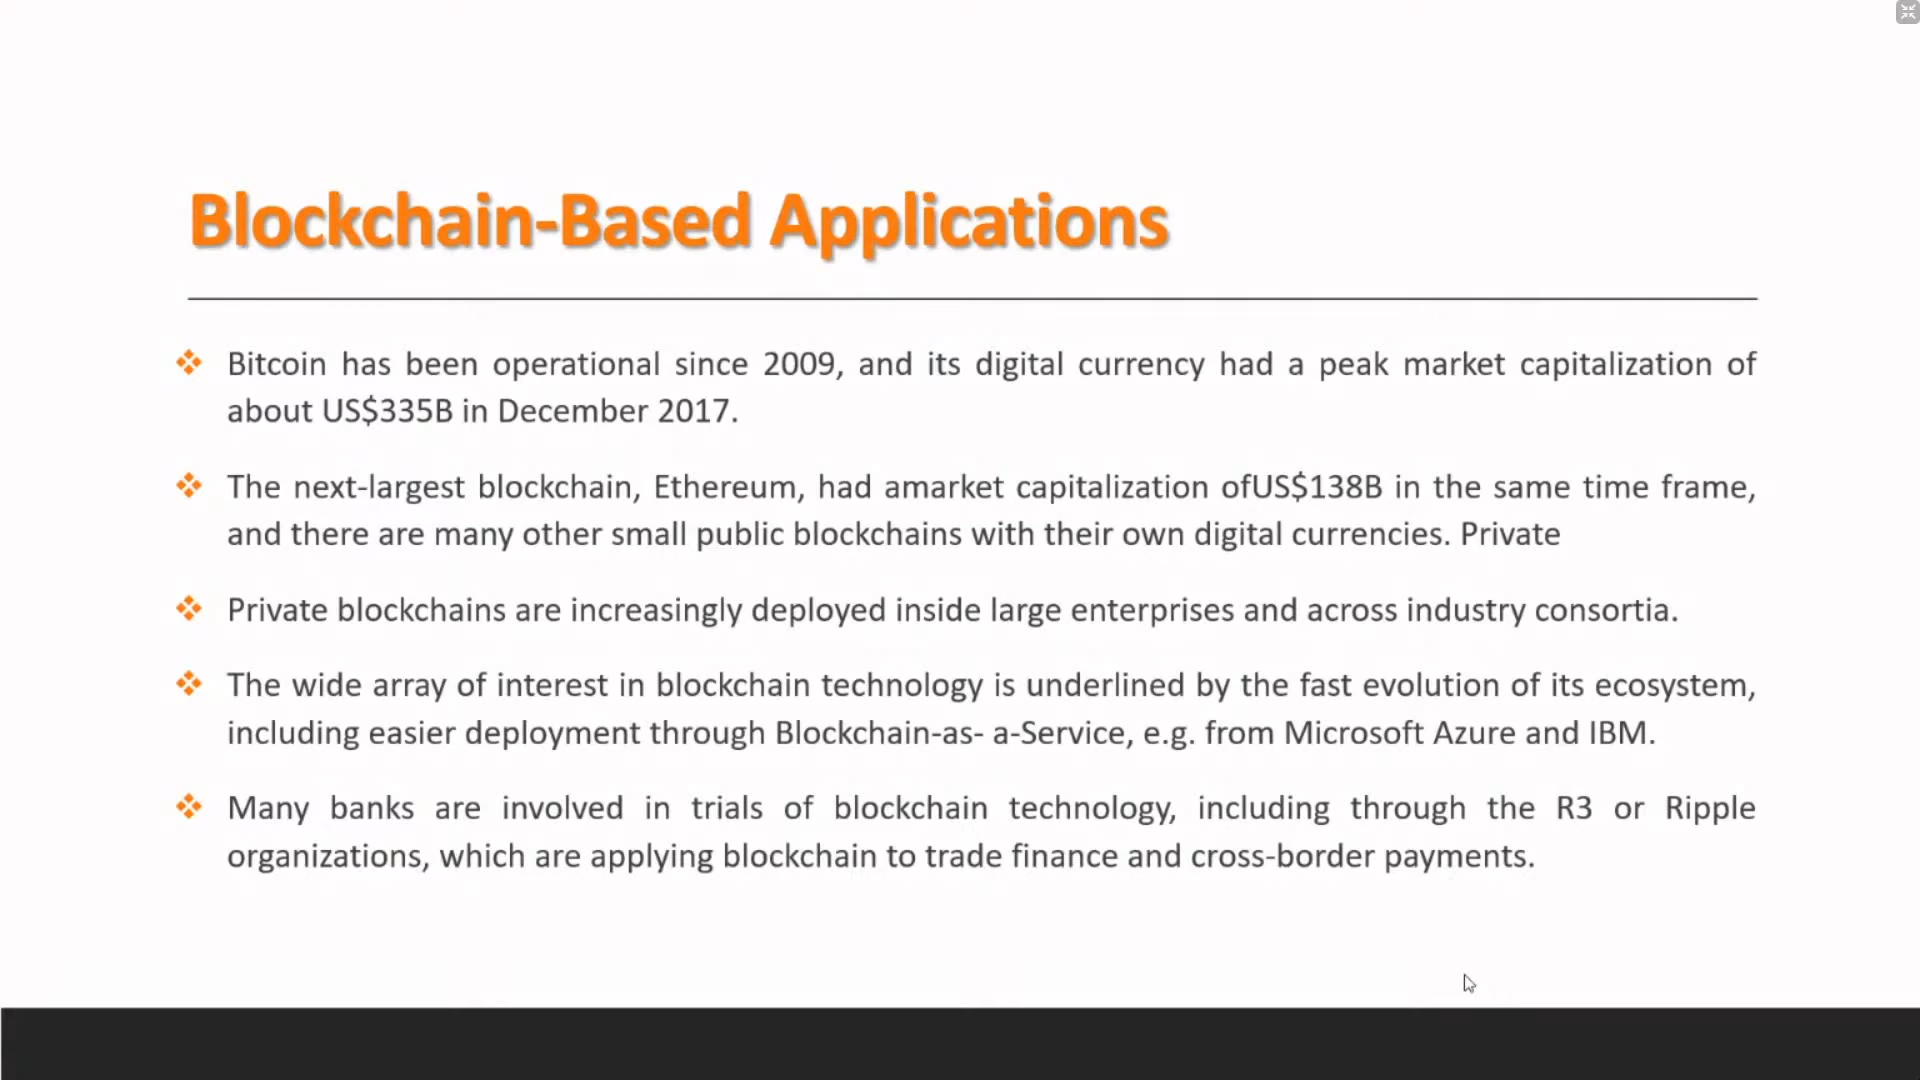 Blockchain-Based Applications
Bitcoin has been operational since 2009, and its digital currency had a peak market capitalization of
about US$335B in December 2017.
The next-largest blockchain, Ethereum, had amarket capitalization ofUS$138B in the same time frame,
and there are many other small public blockchains with their own digital currencies. Private
Private blockchains are increasingly deployed inside large enterprises and across industry consortia.
The wide array of interest in blockchain technology is underlined by the fast evolution of its ecosystem,
including easier deployment through Blockchain-as- a-Service, e.g. from Microsoft Azure and IBM.
Many banks are involved in trials of blockchain technology, including through the R3 or Ripple
organizations, which are applying blockchain to trade finance and cross-border payments.